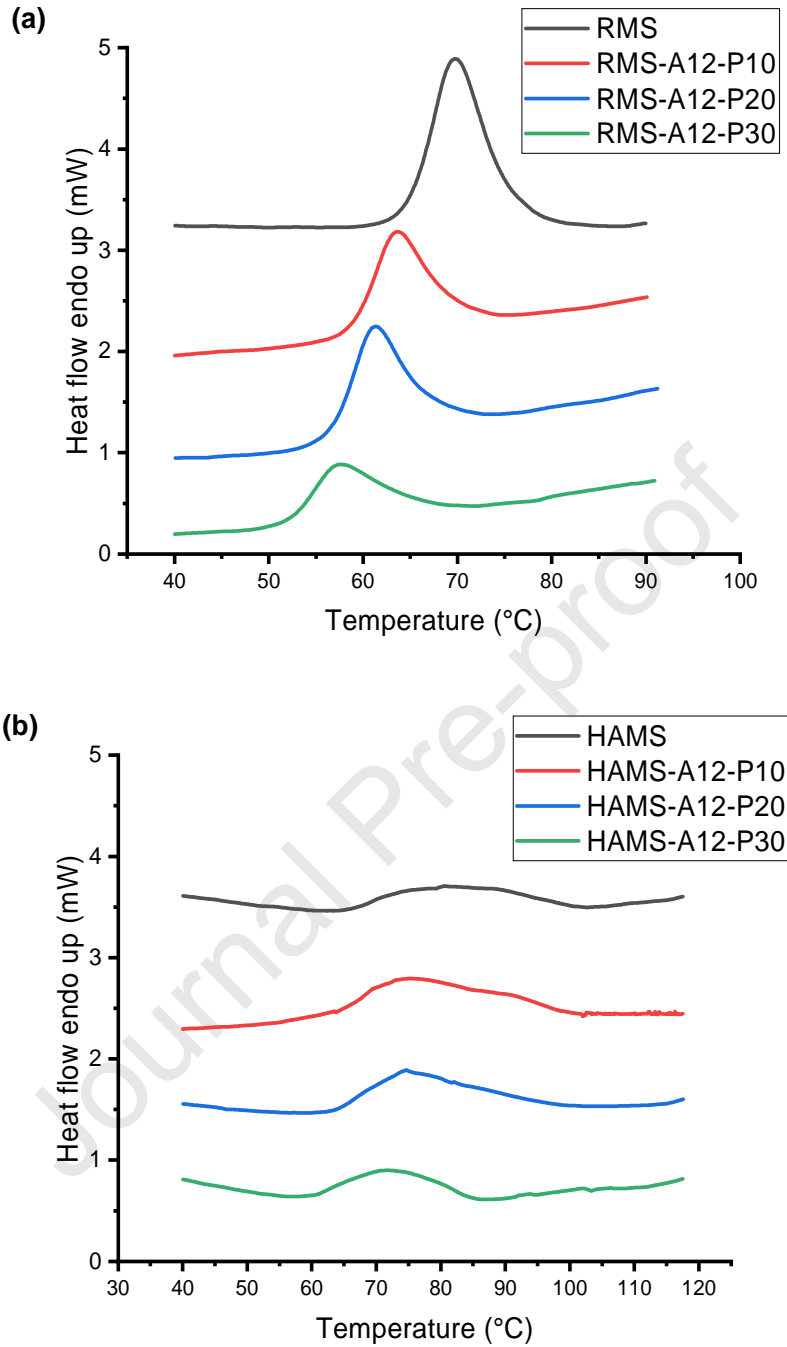 (a)
RMS
RMS-A12-P10
RMS-A12-P20
RMS-A12-P30
5
4
3
2
1
0
Heat flow endo up (mW)
40 50 60 70 80 90 100
Temperature (°C)
(b)
HAMS
HAMS-A12-P10
HAMS-A12-P20
HAMS-A12-P30
5
4
3
2
1
0
Heat flow endo up (mW)
30 40 50 60 70 80 90 100 110 120
Temperature (°C)
Journal Pre-proof